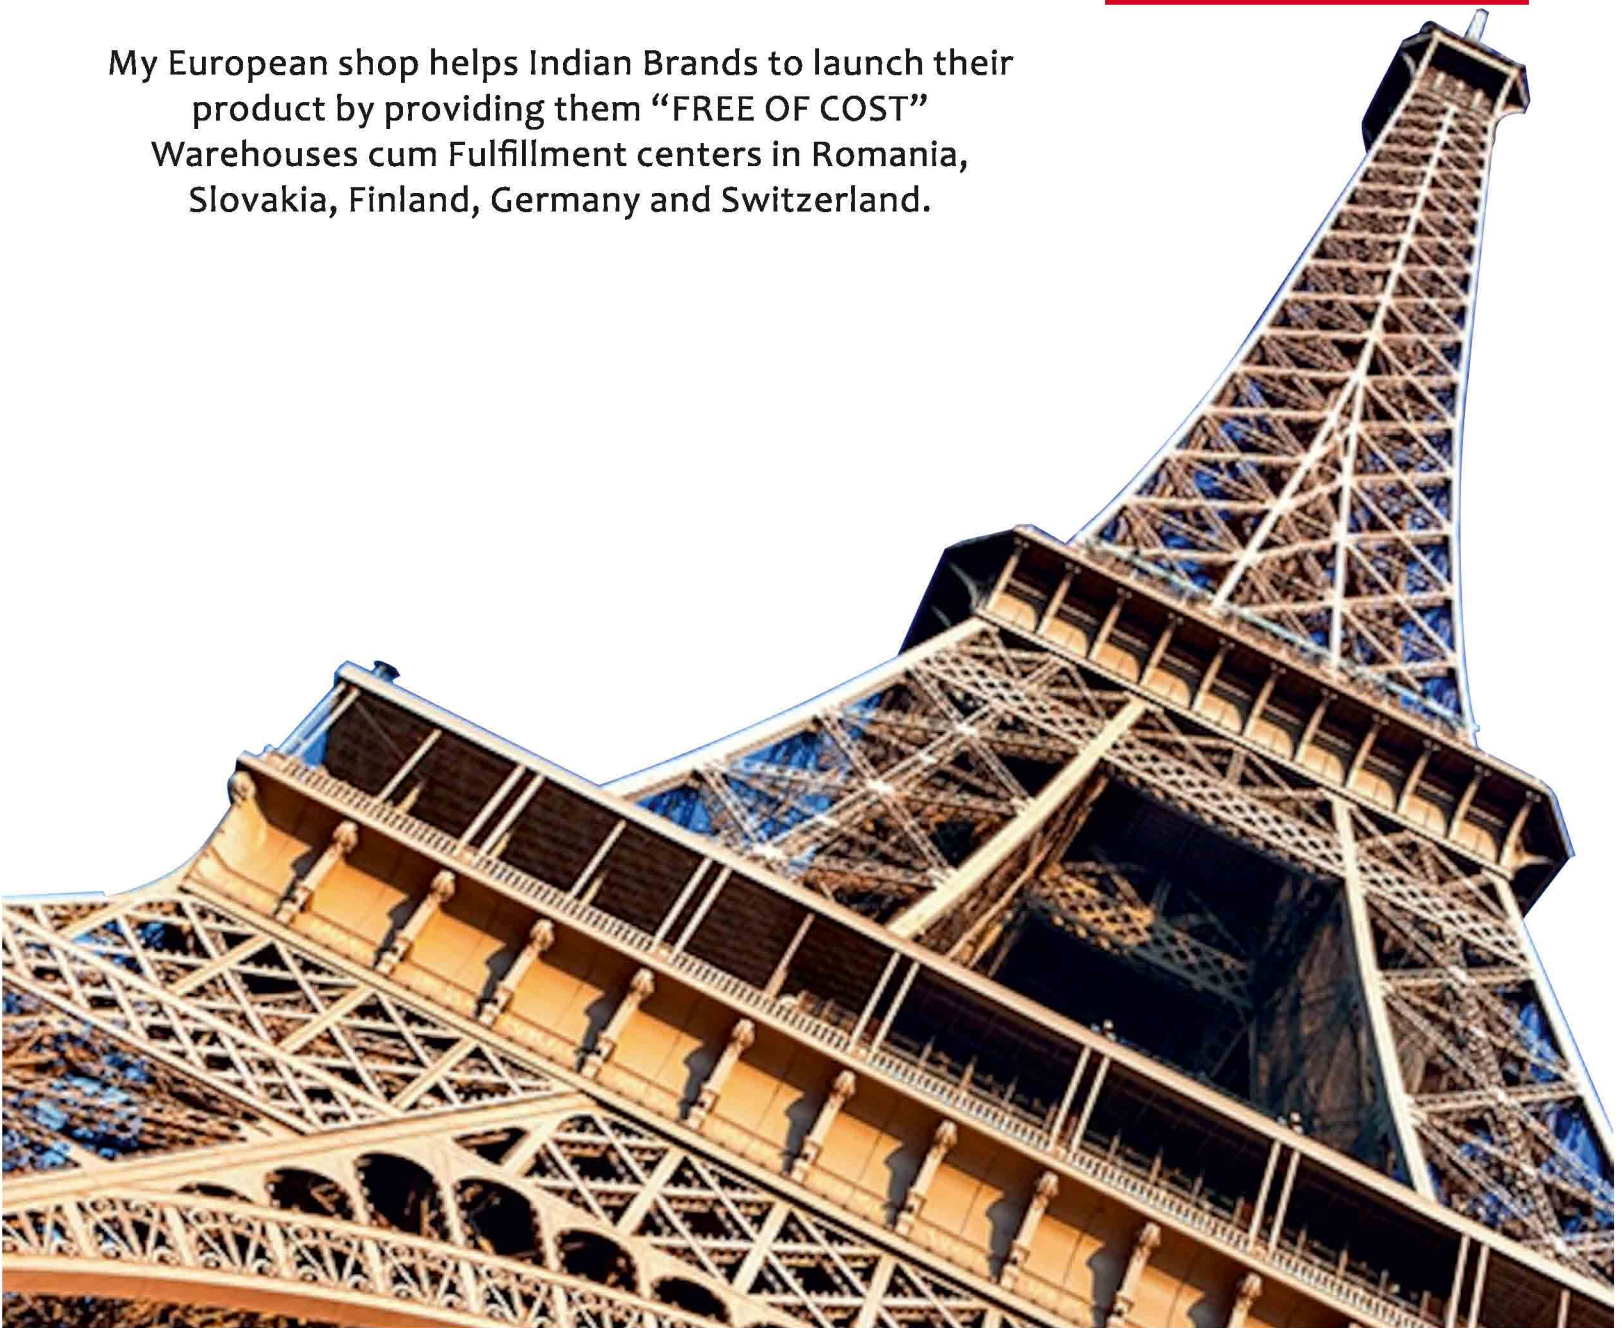 My European shop helps Indian Brands to launch their
product by providing them “FREE OF COST”
Warehouses cum Fulfillment centers in Romania,
Slovakia, Finland, Germany and Switzerland.